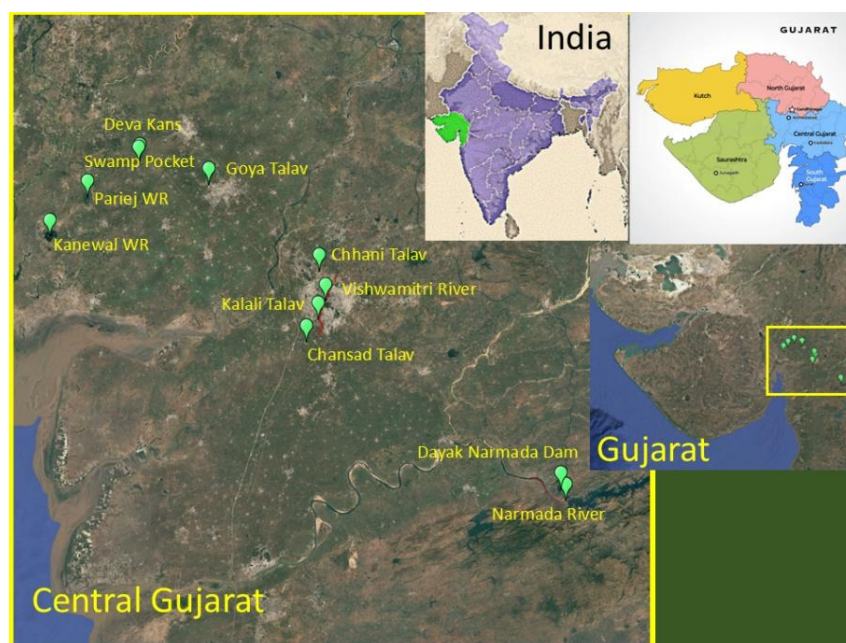 India
GUJARAT
Kutch
North Gujarat
Gandhinagar
Central Gujarat
Saurashtra
South
Gujarat
Deva Kans
Swamp Pocket
Goya Talav
Pariej WR
Kanewal WR
Chhani Talav
Vishwamitri River
Kalali Talav
Chansad Talav
Dayak Narmada Dam
Narmada River
Gujarat
Central Gujarat